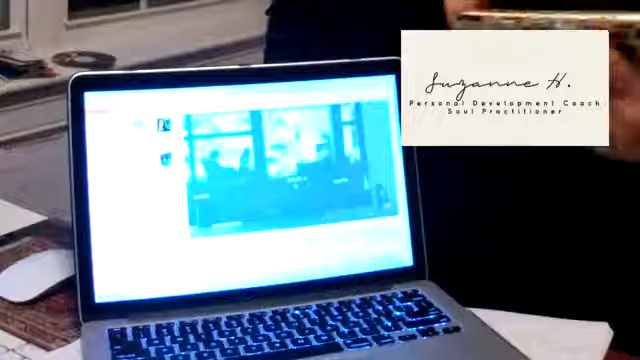 Suzanne H.
Personal Development Coach
Soul Practitioner